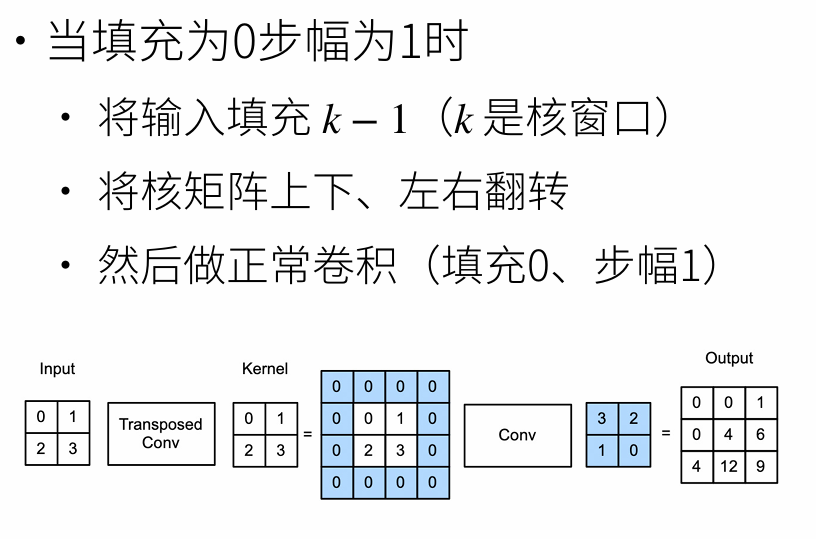 • 当填充为0步幅为1时
• 将输入填充 k − 1（k 是核窗口）
• 将核矩阵上下、左右翻转
• 然后做正常卷积（填充0、步幅1）
Input
0 1
2 3
Transposed
Conv
Kernel
0 1
2 3
=
0 0 0 0
0 0 1 0
0 2 3 0
0 0 0 0
Conv
3 2
1 0
=
Output
0 0 1
0 4 6
4 12 9